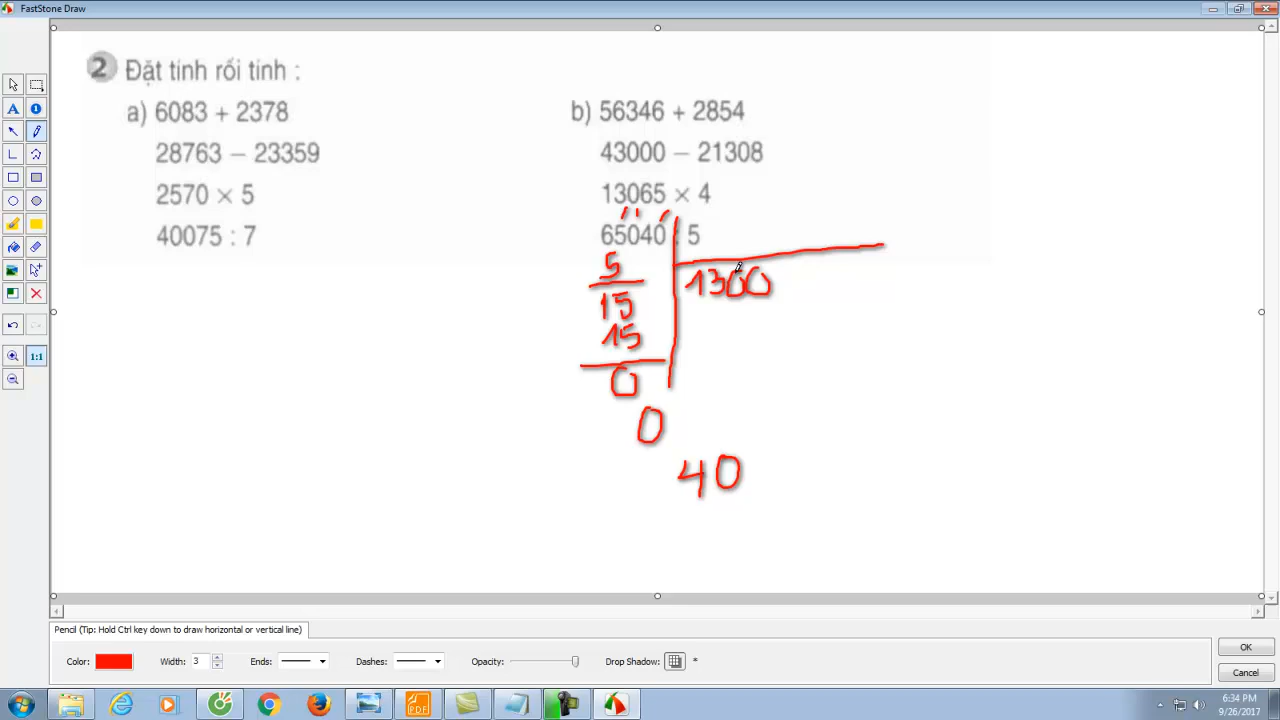 FastStone Draw
2 Đặt tính rồi tính :
a) 6083 + 2378
28763 − 23359
2570 × 5
40075 : 7
b) 56346 + 2854
43000 − 21308
13065 × 4
65040 : 5
5
1300
15
15
0
0
40
A
1:1
Pencil (Tip: Hold Ctrl key down to draw horizontal or vertical line)
Color:
Width: 3
Ends:
Dashes:
Opacity:
Drop Shadow:
*
OK
Cancel
PDF
6:34 PM
9/26/2017